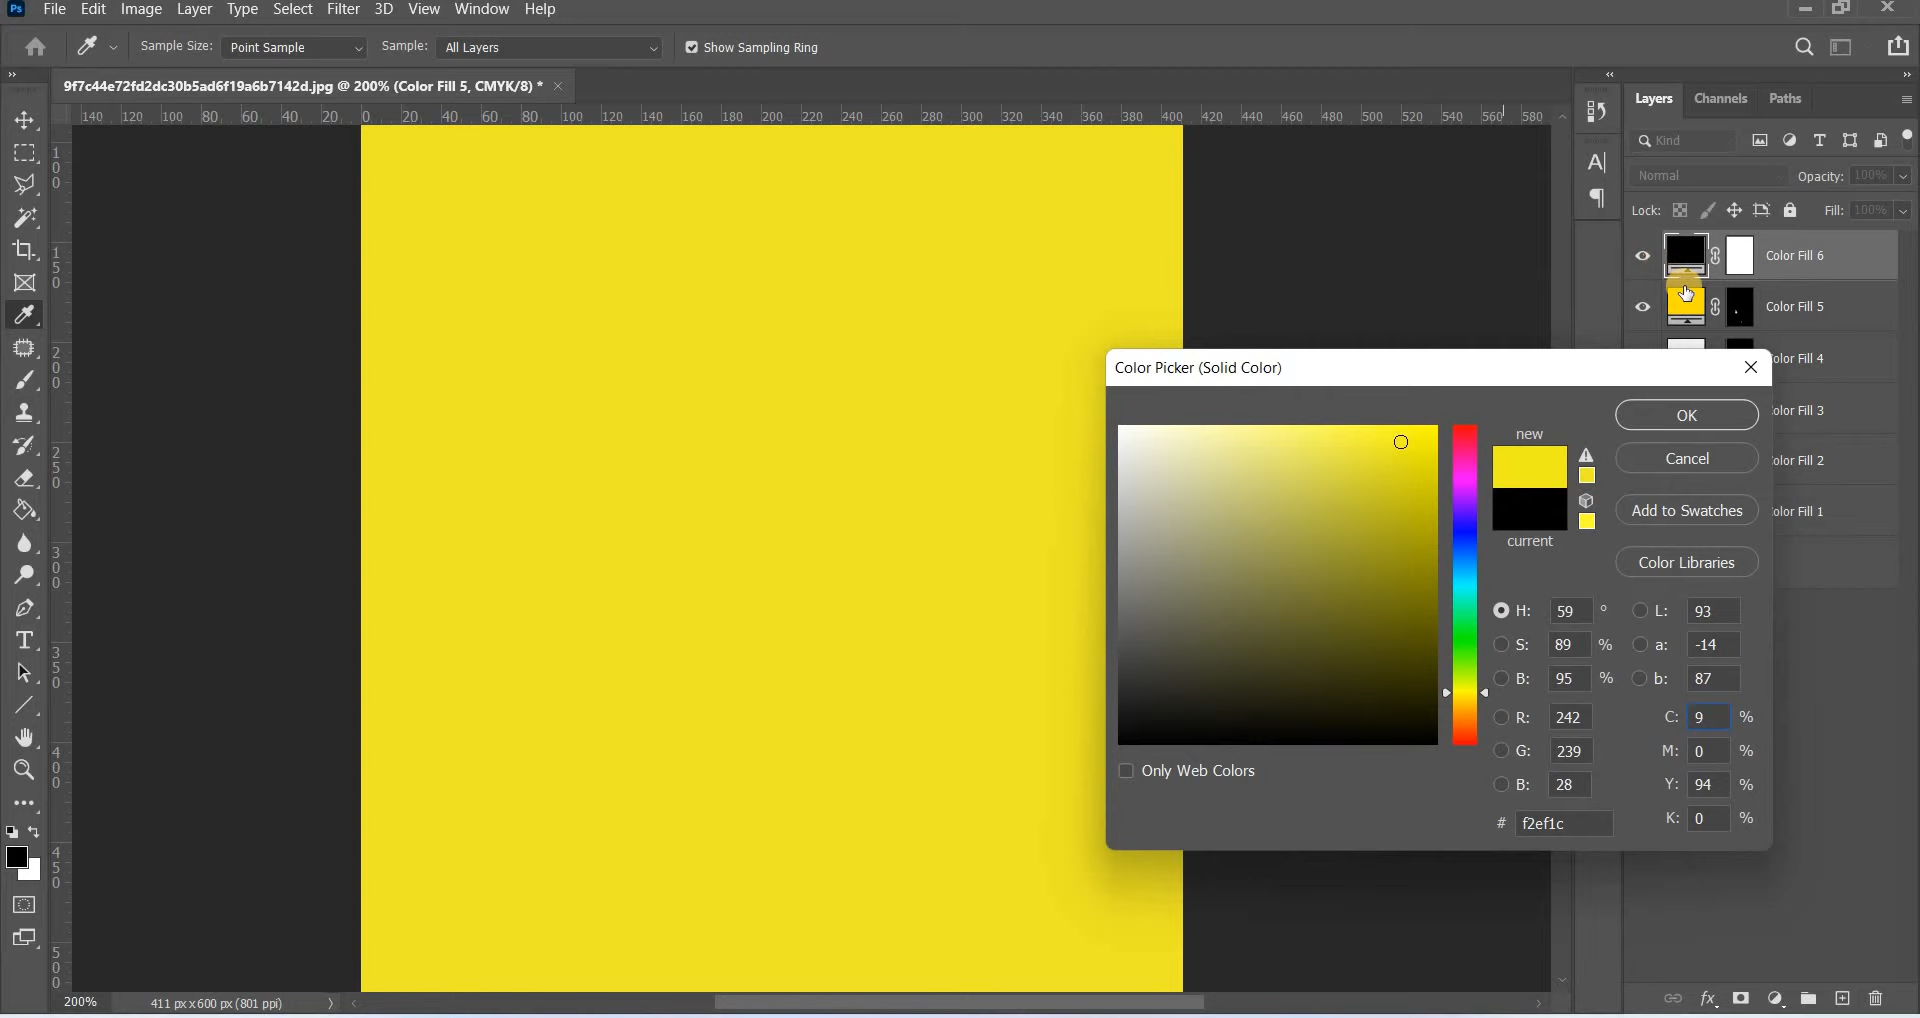 Ps File Edit Image Layer Type Select Filter 3D View Window Help
Sample Size: Point Sample Sample: All Layers Show Sampling Ring
9f7c44e72fd2dc30b5ad6f19a6b7142d.jpg @ 200% (Color Fill 5, CMYK/8) *
140 120 100 80 60 40 20 0 20 40 60 80 100 120 140 160 180 200 220 240 260 280 300 320 340 360 380 400 420 440 460 480 500 520 540 560 580
100
150
200
250
300
350
400
450
500
Layers Channels Paths
Kind
Normal Opacity: 100%
Lock: Fill: 100%
Color Fill 6
Color Fill 5
Color Fill 4
Color Fill 3
Color Fill 2
Color Fill 1
Color Picker (Solid Color)
new
current
OK
Cancel
Add to Swatches
Color Libraries
H: 59 ° L: 93
S: 89 % a: -14
B: 95 % b: 87
R: 242 C: 9 %
G: 239 M: 0 %
B: 28 Y: 94 %
# f2ef1c K: 0 %
Only Web Colors
200% 411 px x 600 px (801 ppi)
fx